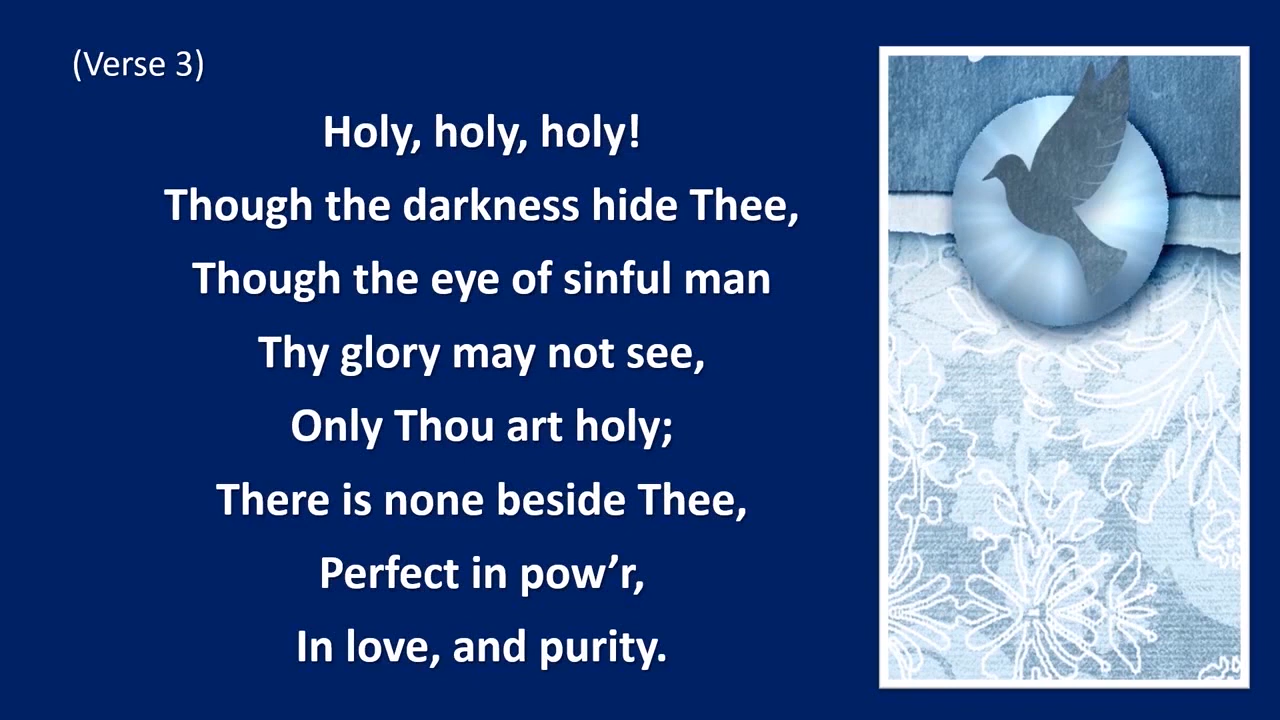 (Verse 3)
Holy, holy, holy!
Though the darkness hide Thee,
Though the eye of sinful man
Thy glory may not see,
Only Thou art holy;
There is none beside Thee,
Perfect in pow’r,
In love, and purity.